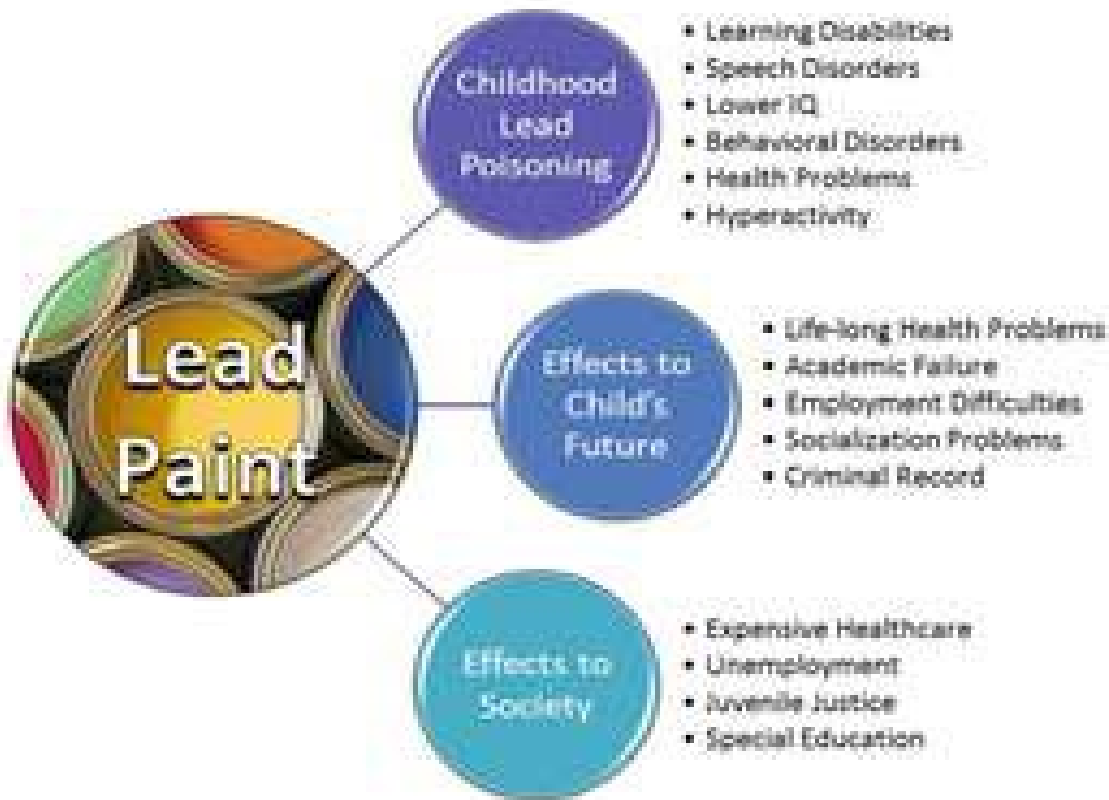 Lead
Paint
Childhood
Lead
Poisoning
• Learning Disabilities
• Speech Disorders
• Lower IQ
• Behavioral Disorders
• Health Problems
• Hyperactivity
Effects to
Child's
Future
• Life-long Health Problems
• Academic Failure
• Employment Difficulties
• Socialization Problems
• Criminal Record
Effects to
Society
• Expensive Healthcare
• Unemployment
• Juvenile Justice
• Special Education